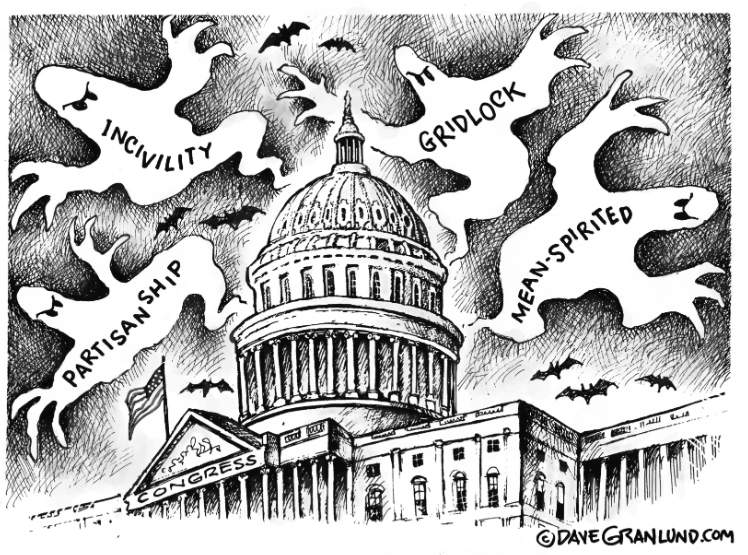 INCIVILITY
GRIDLOCK
PARTISANSHIP
MEAN-SPIRITED
CONGRESS
©DAVEGRANLUND.COM